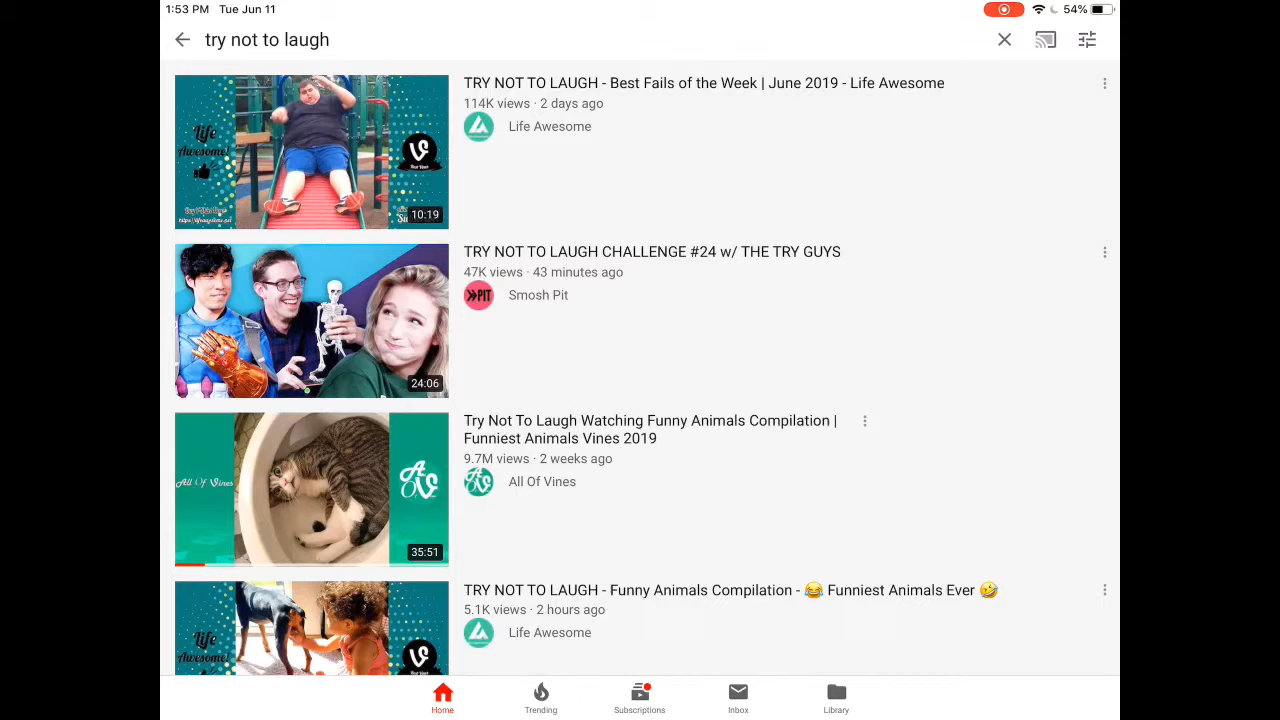 1:53 PM Tue Jun 11
54%
try not to laugh
Life
Awesome!
10:19
TRY NOT TO LAUGH - Best Fails of the Week | June 2019 - Life Awesome
114K views · 2 days ago
Life Awesome
24:06
TRY NOT TO LAUGH CHALLENGE #24 w/ THE TRY GUYS
47K views · 43 minutes ago
PIT
Smosh Pit
All Of Vines
35:51
Try Not To Laugh Watching Funny Animals Compilation |
Funniest Animals Vines 2019
9.7M views · 2 weeks ago
All Of Vines
Life
Awesome!
TRY NOT TO LAUGH - Funny Animals Compilation - 😂 Funniest Animals Ever 🤣
5.1K views · 2 hours ago
Life Awesome
Home
Trending
Subscriptions
Inbox
Library